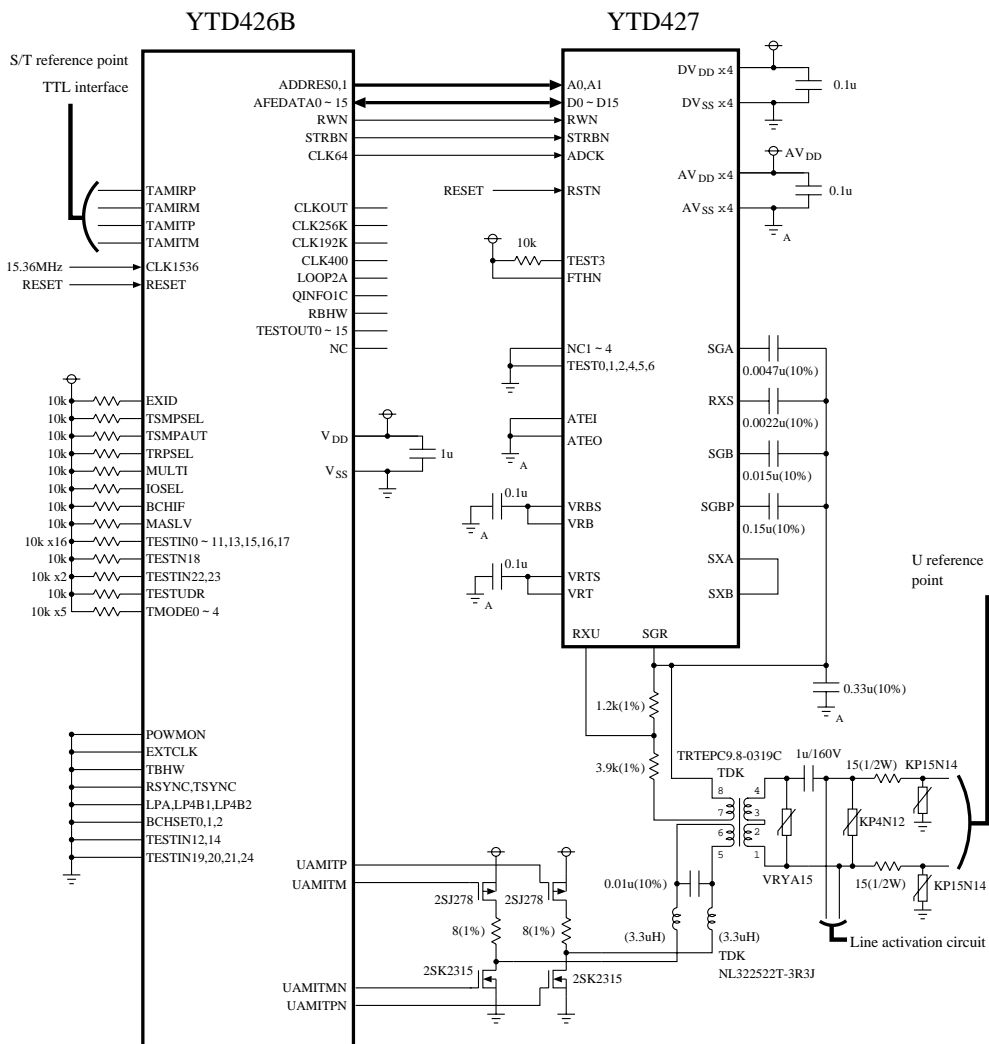 YTD426B
YTD427
S/T reference point
TTL interface
ADDRES0,1
AFEDATA0 ~ 15
RWN
STRBN
CLK64
A0,A1
D0 ~ D15
RWN
STRBN
ADCK
DVDD x4
DVSS x4
0.1u
AVDD
AVDD x4
AVSS x4
0.1u
A
TAMIRP
TAMIRM
TAMITP
TAMITM
15.36MHz
CLK1536
RESET
RESET
CLKOUT
CLK256K
CLK192K
CLK400
LOOP2A
QINFO1C
RBHW
TESTOUT0 ~ 15
NC
RESET
RSTN
10k
TEST3
FTHN
NC1 ~ 4
TEST0,1,2,4,5,6
ATEI
ATEO
A
SGA
0.0047u(10%)
RXS
0.0022u(10%)
SGB
0.015u(10%)
SGBP
0.15u(10%)
10k
EXID
10k
TSMPSEL
10k
TSMPAUT
10k
TRPSEL
10k
MULTI
10k
IOSEL
10k
BCHIF
10k
MASLV
10k x16
TESTIN0 ~ 11,13,15,16,17
10k
TESTN18
10k x2
TESTIN22,23
10k
TESTUDR
10k x5
TMODE0 ~ 4
VDD
VSS
1u
0.1u
VRBS
VRB
A
0.1u
VRTS
VRT
A
SXA
SXB
U reference
point
RXU
SGR
1.2k(1%)
3.9k(1%)
0.33u(10%)
A
POWMON
EXTCLK
TBHW
RSYNC,TSYNC
LPA,LP4B1,LP4B2
BCHSET0,1,2
TESTIN12,14
TESTIN19,20,21,24
TRTEPC9.8-0319C
TDK
1u/160V
15(1/2W)
KP15N14
8
7
6
5
4
3
2
1
KP4N12
VRYA15
15(1/2W)
KP15N14
UAMITP
UAMITM
2SJ278
2SJ278
0.01u(10%)
8(1%)
8(1%)
(3.3uH)
(3.3uH)
TDK
NL322522T-3R3J
Line activation circuit
2SK2315
2SK2315
UAMITMN
UAMITPN